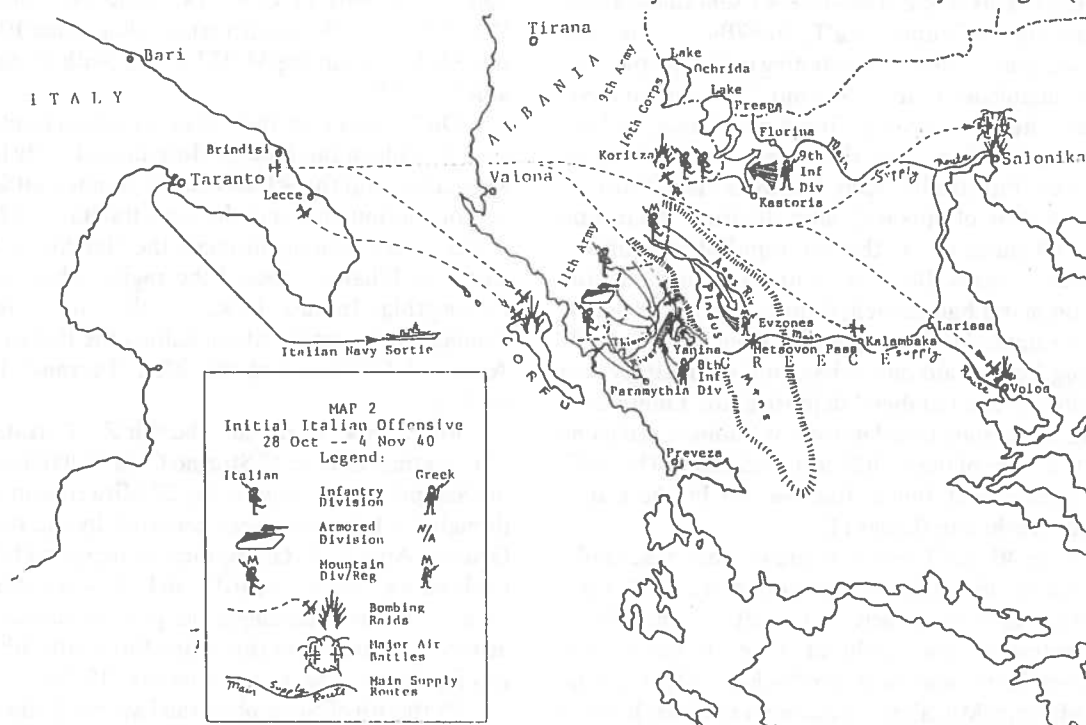 Tirana
Bari
ITALY
ALBANIA
9th Army
16th Corps
Lake
Ochrida
Lake
Prespa
Florina
Brindisi
Koritza
9th
Inf
Div
Kastoria
Main
Supply
Route
Salonika
Taranto
Lecce
Valona
11th Army
Aoos
River
Evzones
Larissa
Yanina
Metsovon Pass
Kalambaka
Main
Supply
Route
GREECE
8th
Inf
Div
Paramythia
Volos
Italian Navy Sortie
CORFU
Preveza
MAP 2
Initial Italian Offensive
28 Oct - 14 Nov 40
Legend:
Italian
Greek
Infantry
Division
Armored
Division
N/A
Mountain
Div/Reg
Bombing
Raids
Major Air
Battles
Main Supply Route
Main Supply
Routes